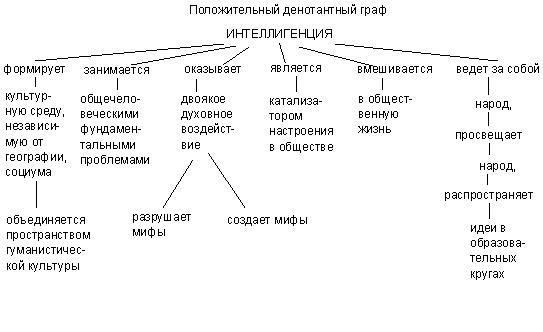 Положительный денотантный граф
ИНТЕЛЛИГЕНЦИЯ
формирует
культур-
ную среду,
независи-
мую от
географии,
социума
объединяется
пространством
гуманистичес-
кой культуры
занимается
общечело-
веческими
фундамен-
тальными
проблемами
оказывает
двоякое
духовное
воздейст-
вие
разрушает
мифы
создает мифы
является
катализа-
тором
настроения
в обществе
вмешивается
в общест-
венную
жизнь
ведет за собой
народ,
просвещает
народ,
распространяет
идеи в
образова-
тельных
кругах